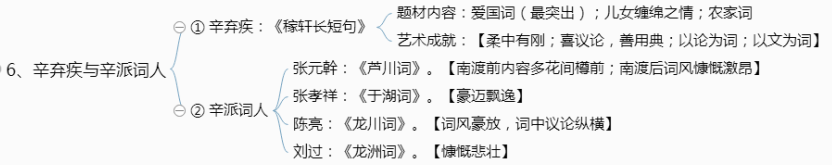 6、辛弃疾与辛派词人
① 辛弃疾：《稼轩长短句》
题材内容：爱国词（最突出）；儿女缠绵之情；农家词
艺术成就：【柔中有刚；喜议论，善用典；以论为词；以文为词】
② 辛派词人
张元幹：《芦川词》。【南渡前内容多花间樽前；南渡后词风慷慨激昂】
张孝祥：《于湖词》。【豪迈飘逸】
陈亮：《龙川词》。【词风豪放，词中议论纵横】
刘过：《龙洲词》。【慷慨悲壮】